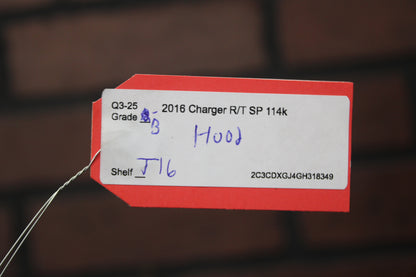 Q3-25
Grade B
2016 Charger R/T SP 114k
Hood
Shelf J16
2C3CDXGJ4GH318349